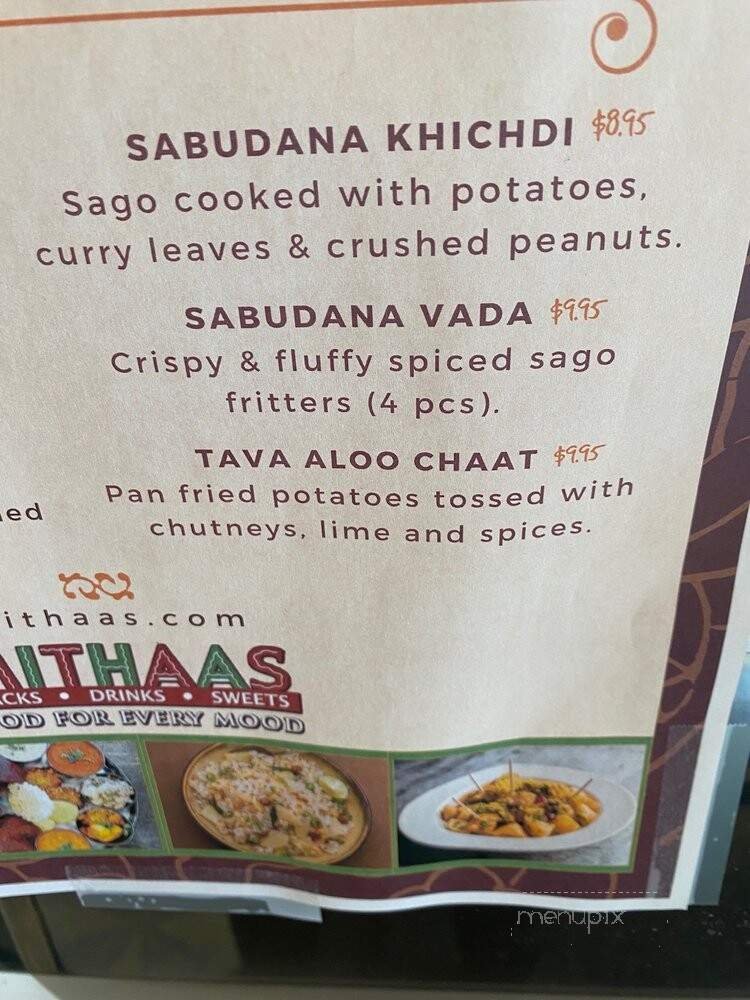 SABUDANA KHICHDI $8.95
Sago cooked with potatoes,
curry leaves & crushed peanuts.
SABUDANA VADA $9.95
Crispy & fluffy spiced sago
fritters (4 pcs).
TAVA ALOO CHAAT $9.95
Pan fried potatoes tossed with
ied
chutneys, lime and spices.
ithaas.com
AITHAAS
CKS • DRINKS • SWEETS
OD FOR EVERY MOOD
menupix